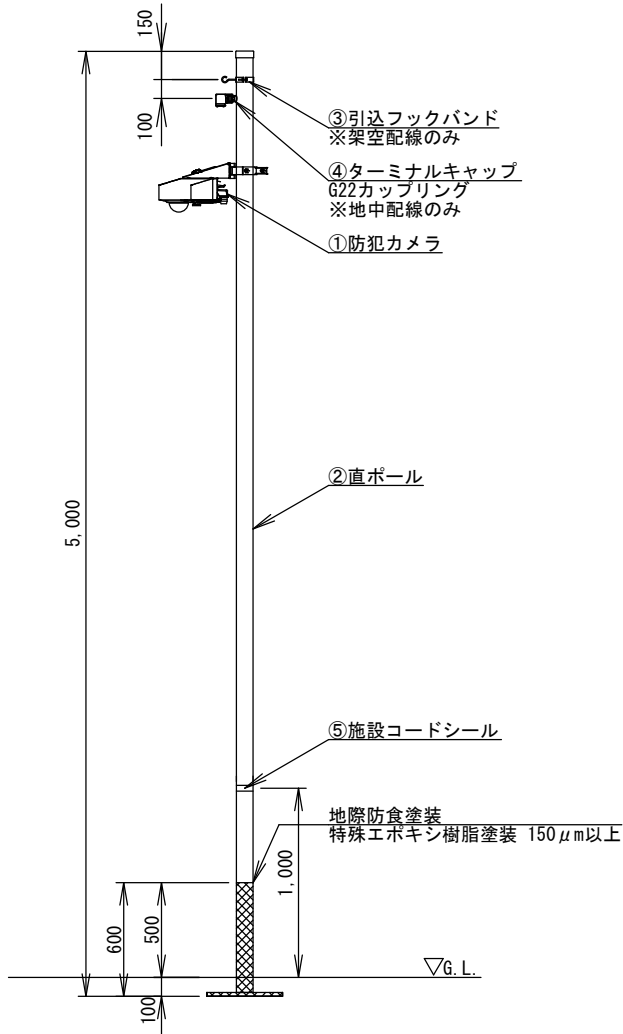 150
100
③引込フックバンド
※架空配線のみ
④ターミナルキャップ
G22カップリング
※地中配線のみ
①防犯カメラ
②直ポール
5,000
⑤施設コードシール
地際防食塗装
特殊エポキシ樹脂塗装 150μm以上
1,000
600
500
▽G.L.
100